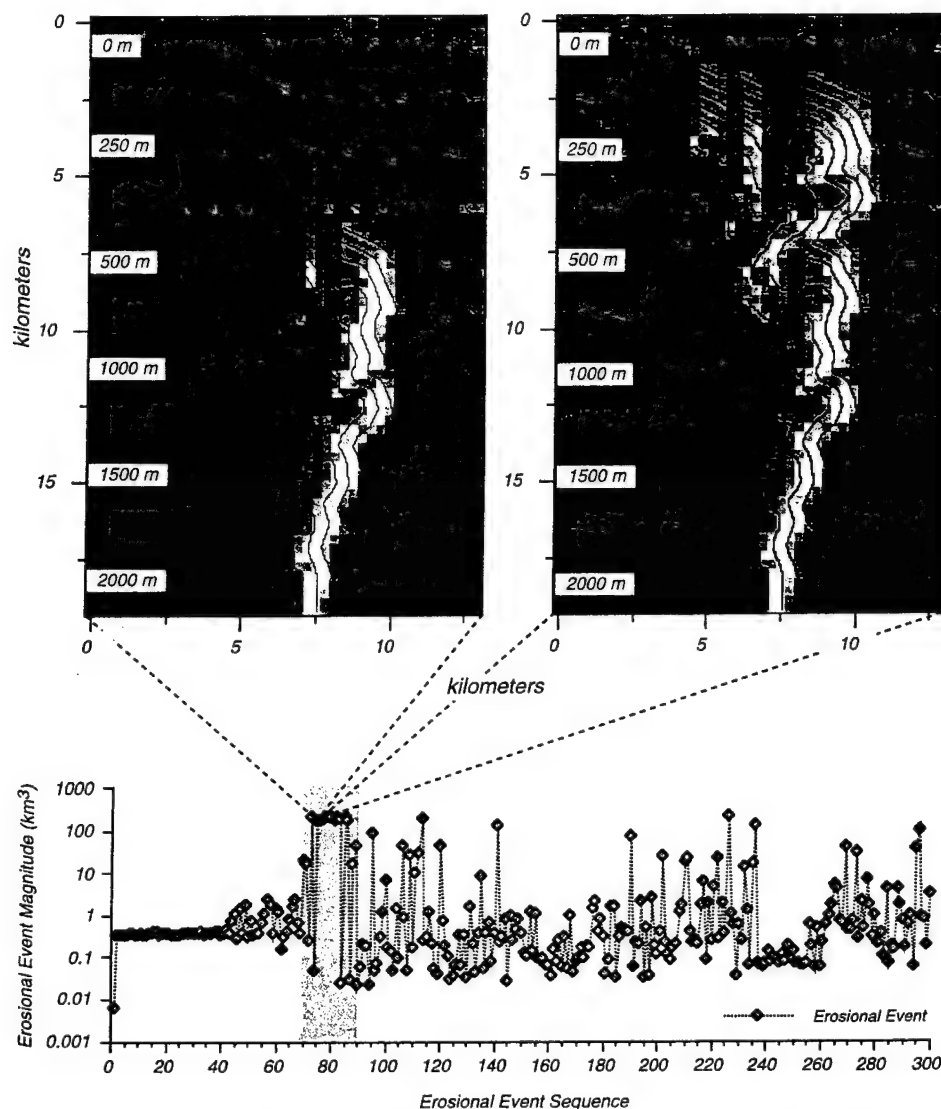 0
0 m
250 m
5
500 m
kilometers
10
1000 m
1500 m
15
2000 m
0
5
10
0
0 m
250 m
5
500 m
10
1000 m
1500 m
15
2000 m
0
5
10
kilometers
Erosional Event Magnitude (km3)
1000
100
10
1
0.1
0.01
0.001
Erosional Event
0 20 40 60 80 100 120 140 160 180 200 220 240 260 280 300
Erosional Event Sequence